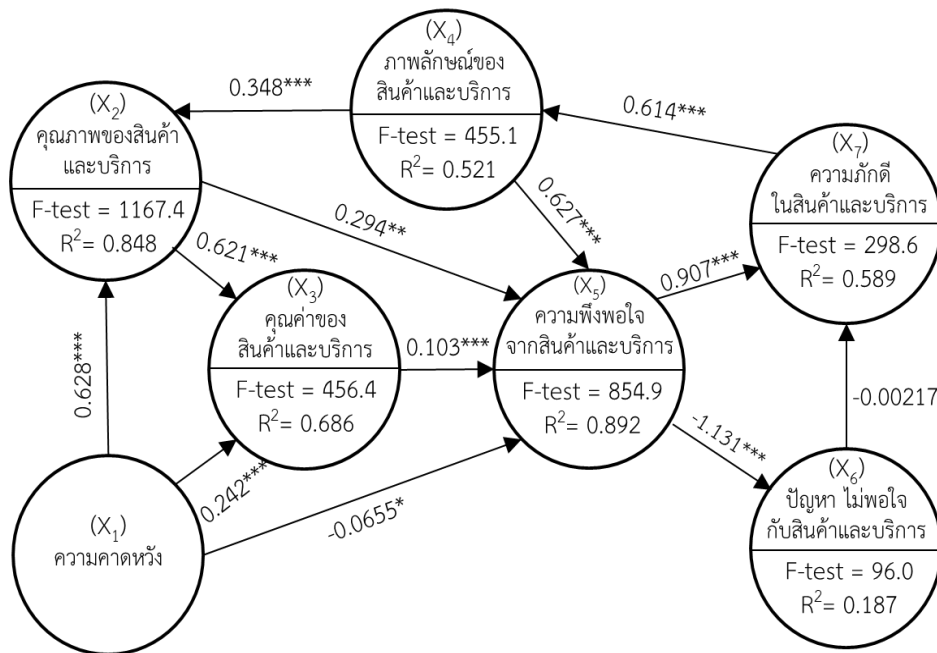 (X₄)
ภาพลักษณ์ของ
สินค้าและบริการ
F-test = 455.1
R²= 0.521
0.348***
0.614***
(X₂)
คุณภาพของสินค้า
และบริการ
F-test = 1167.4
R²= 0.848
(X₇)
ความภักดี
ในสินค้าและบริการ
F-test = 298.6
R²= 0.589
0.294**
0.627***
0.621***
0.907***
(X₃)
คุณค่าของ
สินค้าและบริการ
F-test = 456.4
R²= 0.686
0.103***
(X₅)
ความพึงพอใจ
จากสินค้าและบริการ
F-test = 854.9
R²= 0.892
0.628***
-0.00217
-1.131***
0.242***
-0.0655*
(X₁)
ความคาดหวัง
(X₆)
ปัญหา ไม่พอใจ
กับสินค้าและบริการ
F-test = 96.0
R²= 0.187